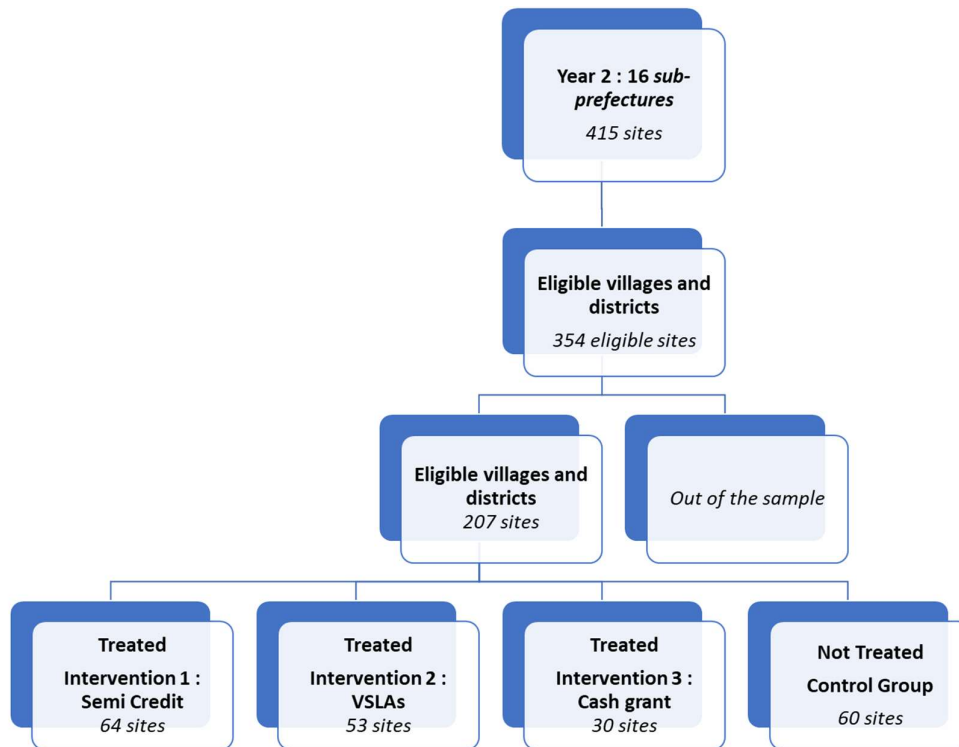 Year 2 : 16 sub-
prefectures
415 sites
Eligible villages and
districts
354 eligible sites
Eligible villages and
districts
207 sites
Out of the sample
Treated
Intervention 1 :
Semi Credit
64 sites
Treated
Intervention 2 :
VSLAs
53 sites
Treated
Intervention 3 :
Cash grant
30 sites
Not Treated
Control Group
60 sites